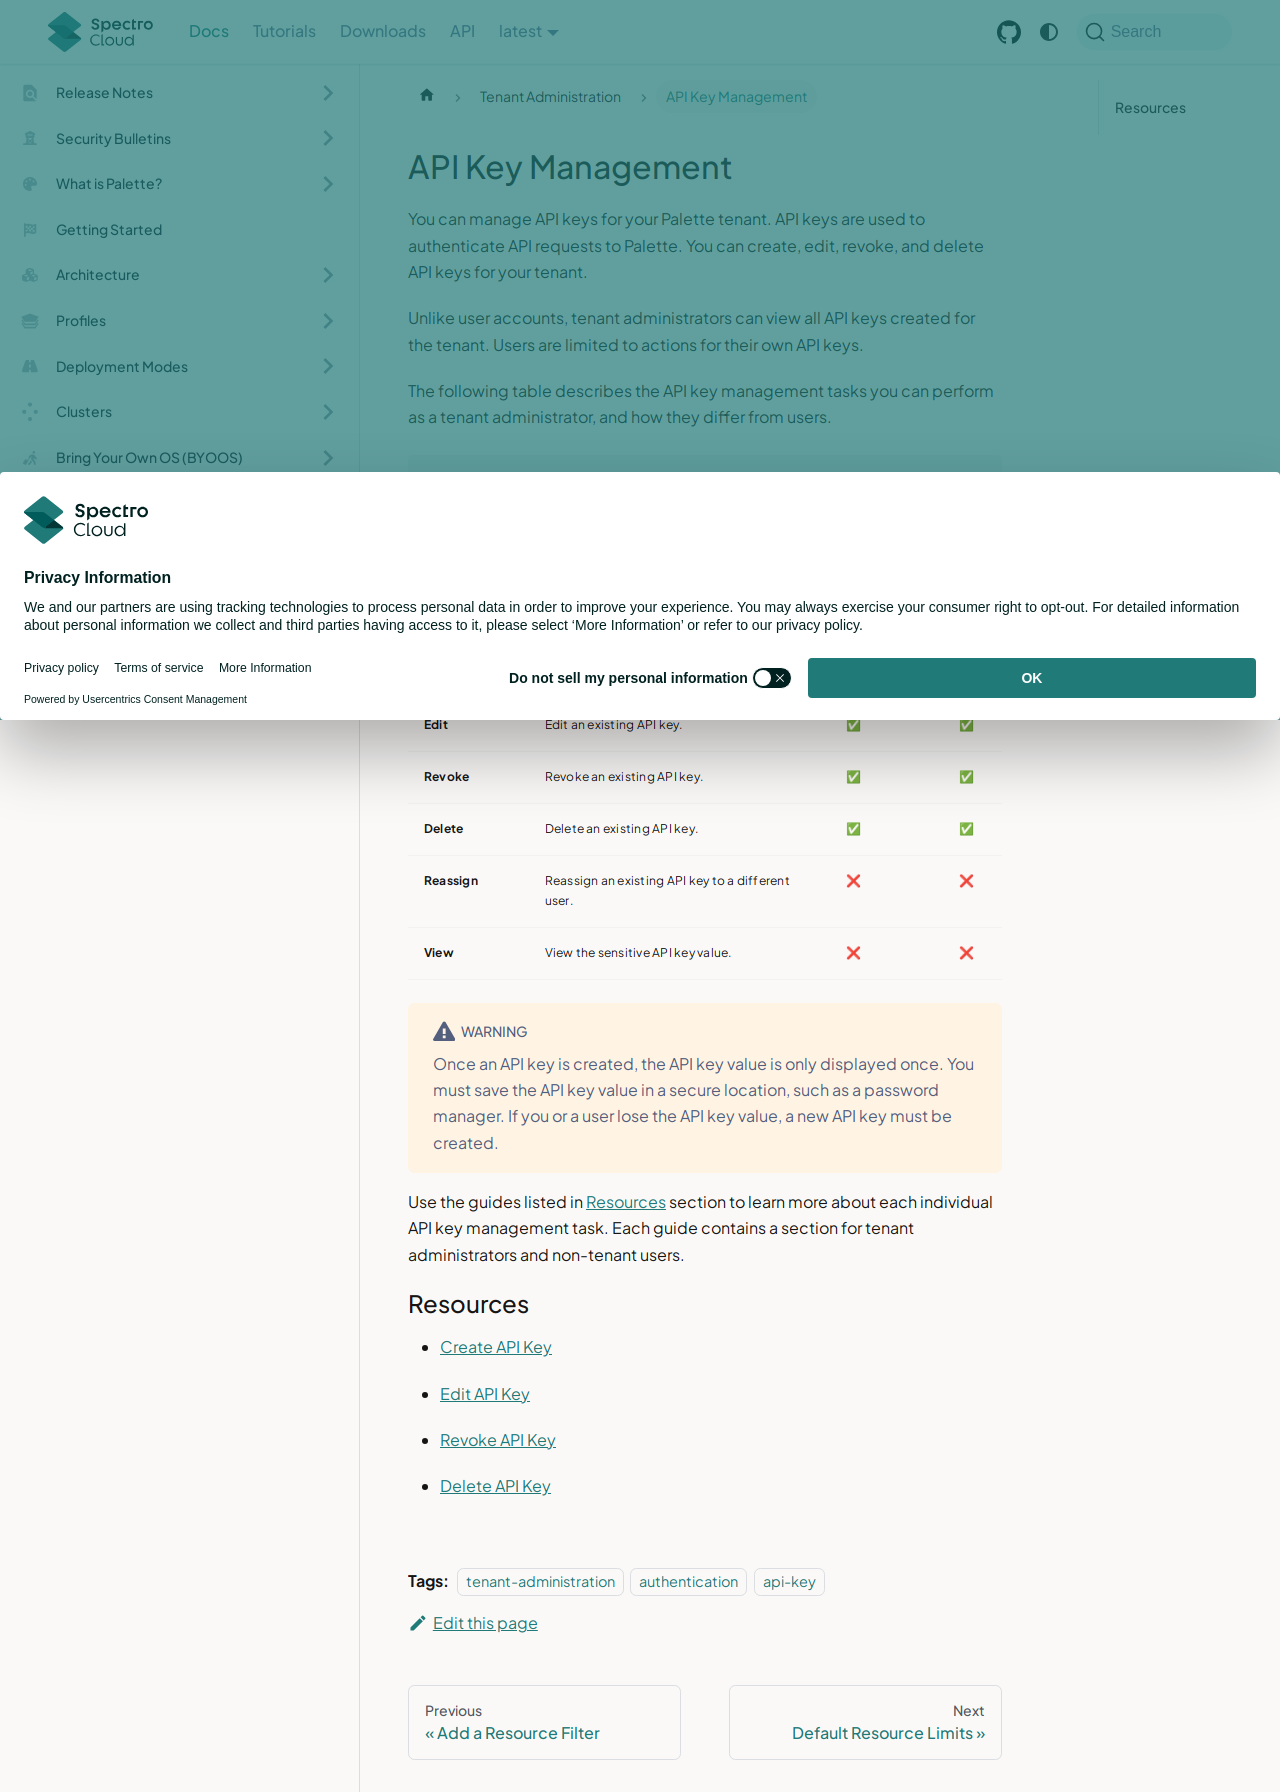 Spectro
Cloud
Docs
Tutorials
Downloads
API
latest
Search
Release Notes
Security Bulletins
What is Palette?
Getting Started
Architecture
Profiles
Deployment Modes
Clusters
Bring Your Own OS (BYOOS)
Tenant Administration
API Key Management
Resources
API Key Management
You can manage API keys for your Palette tenant. API keys are used to
authenticate API requests to Palette. You can create, edit, revoke, and delete
API keys for your tenant.
Unlike user accounts, tenant administrators can view all API keys created for
the tenant. Users are limited to actions for their own API keys.
The following table describes the API key management tasks you can perform
as a tenant administrator, and how they differ from users.
Spectro
Cloud
Privacy Information
We and our partners are using tracking technologies to process personal data in order to improve your experience. You may always exercise your consumer right to opt-out. For detailed information
about personal information we collect and third parties having access to it, please select ‘More Information’ or refer to our privacy policy.
Privacy policy
Terms of service
More Information
Powered by Usercentrics Consent Management
Do not sell my personal information
OK
Edit
Edit an existing API key.
✅
✅
Revoke
Revoke an existing API key.
✅
✅
Delete
Delete an existing API key.
✅
✅
Reassign
Reassign an existing API key to a different
user.
❌
❌
View
View the sensitive API key value.
❌
❌
WARNING
Once an API key is created, the API key value is only displayed once. You
must save the API key value in a secure location, such as a password
manager. If you or a user lose the API key value, a new API key must be
created.
Use the guides listed in Resources section to learn more about each individual
API key management task. Each guide contains a section for tenant
administrators and non-tenant users.
Resources
Create API Key
Edit API Key
Revoke API Key
Delete API Key
Tags:
tenant-administration
authentication
api-key
Edit this page
Previous
« Add a Resource Filter
Next
Default Resource Limits »